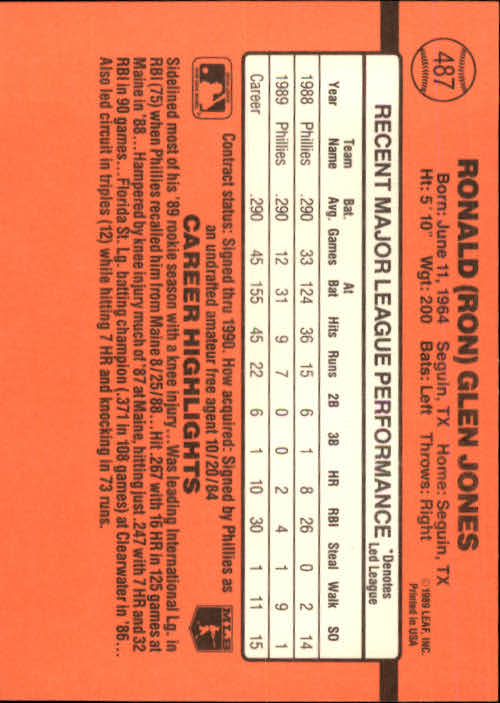 487
RONALD (RON) GLEN JONES
Born: June 11, 1964 Seguin, TX Home: Seguin, TX
Ht: 5'10" Wgt: 200 Bats: Left Throws: Right
©1989 LEAF, INC.
Printed in USA
RECENT MAJOR LEAGUE PERFORMANCE
*Denotes Led League
Year Team Name Bat. Avg. Games At Bat Hits Runs 2B 3B HR RBI Steal Walk SO
1988 Phillies .290 33 124 36 15 6 1 8 26 0 2 14
1989 Phillies .290 12 31 9 7 0 0 2 4 1 9 1
Career .290 45 155 45 22 6 1 10 30 1 11 15
Contract status: Signed thru 1990. How acquired: Signed by Phillies as
an undrafted amateur free agent 10/20/84
MLB
CAREER HIGHLIGHTS
Sidelined most of his '89 rookie season with a knee injury...Was leading International Lg. in
RBI (75) when Phillies recalled him from Maine 8/25/88...Hit .267 with 16 HR in 125 games at
Maine in '88...Hampered by knee injury much of '87 at Maine, hitting just .247 with 7 HR and 32
RBI in 90 games...Florida St. Lg. batting champion (.371 in 108 games) at Clearwater in '86...
Also led circuit in triples (12) while hitting 7 HR and knocking in 73 runs.